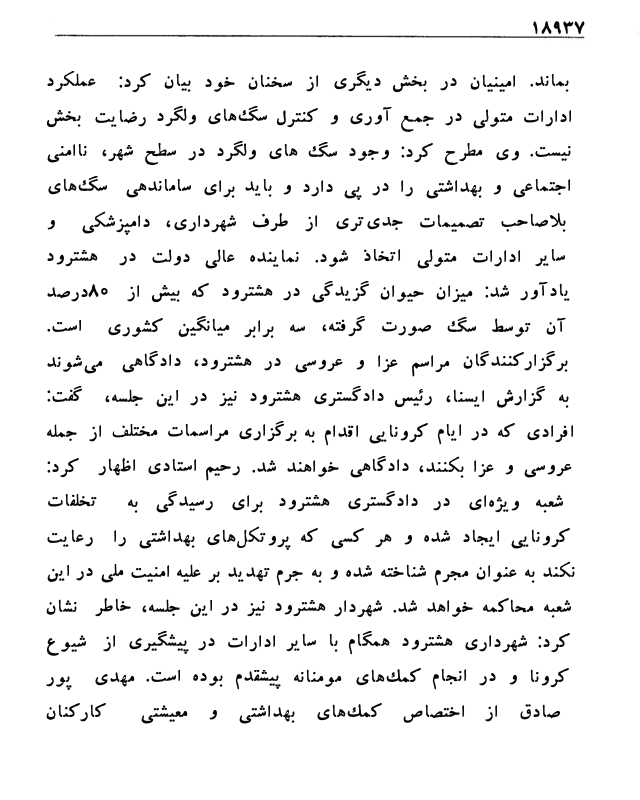 ۱۸۹۳۷
بماند. امینیان در بخش دیگری از سخنان خود بیان کرد: عملکرد
ادارات متولی در جمع آوری و کنترل سگ‌های ولگرد رضایت بخش
نیست. وی مطرح کرد: وجود سگ های ولگرد در سطح شهر، ناامنی
اجتماعی و بهداشتی را در پی دارد و باید برای ساماندهی سگ‌های
بلاصاحب تصمیمات جدی‌تری از طرف شهرداری، دامپزشکی و
سایر ادارات متولی اتخاذ شود. نماینده عالی دولت در هشترود
یادآور شد: میزان حیوان گزیدگی در هشترود که بیش از ۸۰درصد
آن توسط سگ صورت گرفته، سه برابر میانگین کشوری است.
برگزارکنندگان مراسم عزا و عروسی در هشترود، دادگاهی می‌شوند
به گزارش ایسنا، رئیس دادگستری هشترود نیز در این جلسه، گفت:
افرادی که در ایام کرونایی اقدام به برگزاری مراسمات مختلف از جمله
عروسی و عزا بکنند، دادگاهی خواهند شد. رحیم استادی اظهار کرد:
شعبه ویژه‌ای در دادگستری هشترود برای رسیدگی به تخلفات
کرونایی ایجاد شده و هر کسی که پروتکل‌های بهداشتی را رعایت
نکند به عنوان مجرم شناخته شده و به جرم تهدید بر علیه امنیت ملی در این
شعبه محاکمه خواهد شد. شهردار هشترود نیز در این جلسه، خاطر نشان
کرد: شهرداری هشترود همگام با سایر ادارات در پیشگیری از شیوع
کرونا و در انجام کمک‌های مومنانه پیشقدم بوده است. مهدی پور
صادق از اختصاص کمک‌های بهداشتی و معیشتی کارکنان